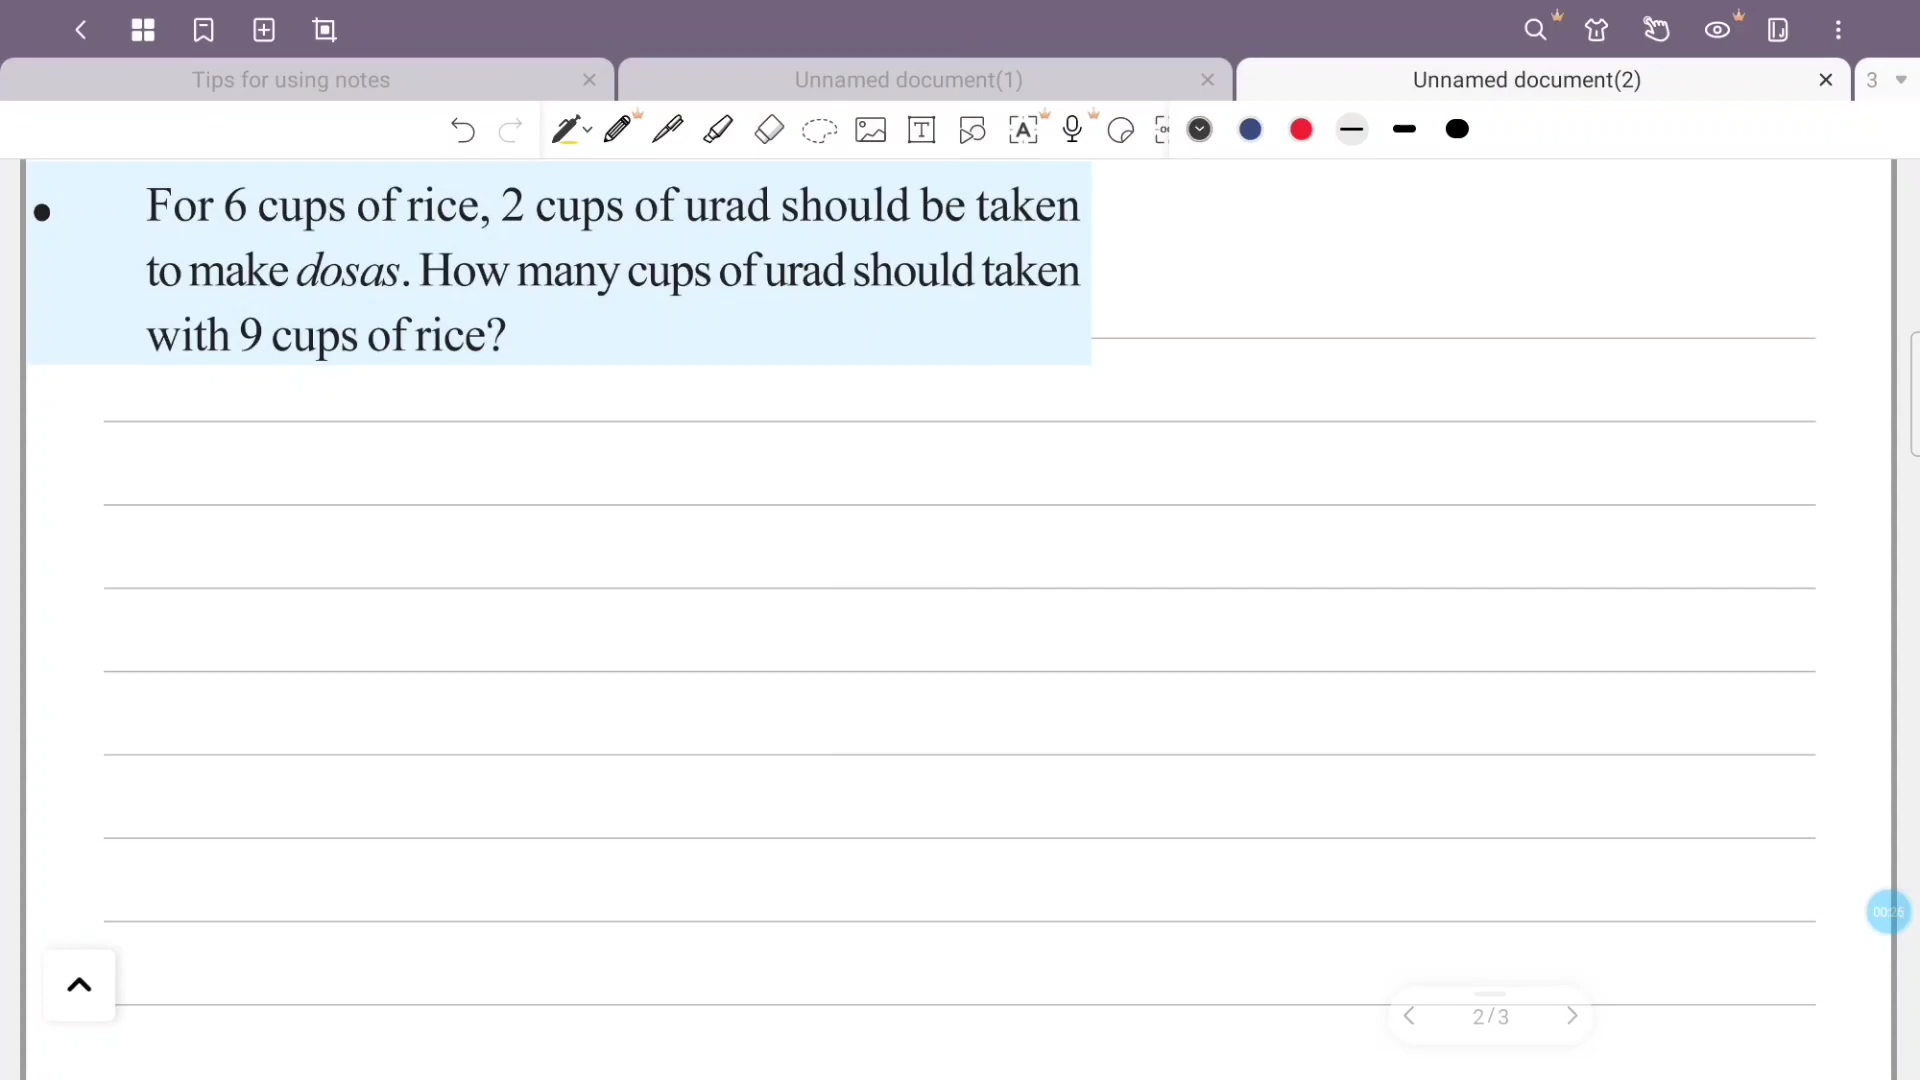 Tips for using notes
Unnamed document(1)
Unnamed document(2)
3
For 6 cups of rice, 2 cups of urad should be taken
to make dosas. How many cups of urad should taken
with 9 cups of rice?
00:26
2/3